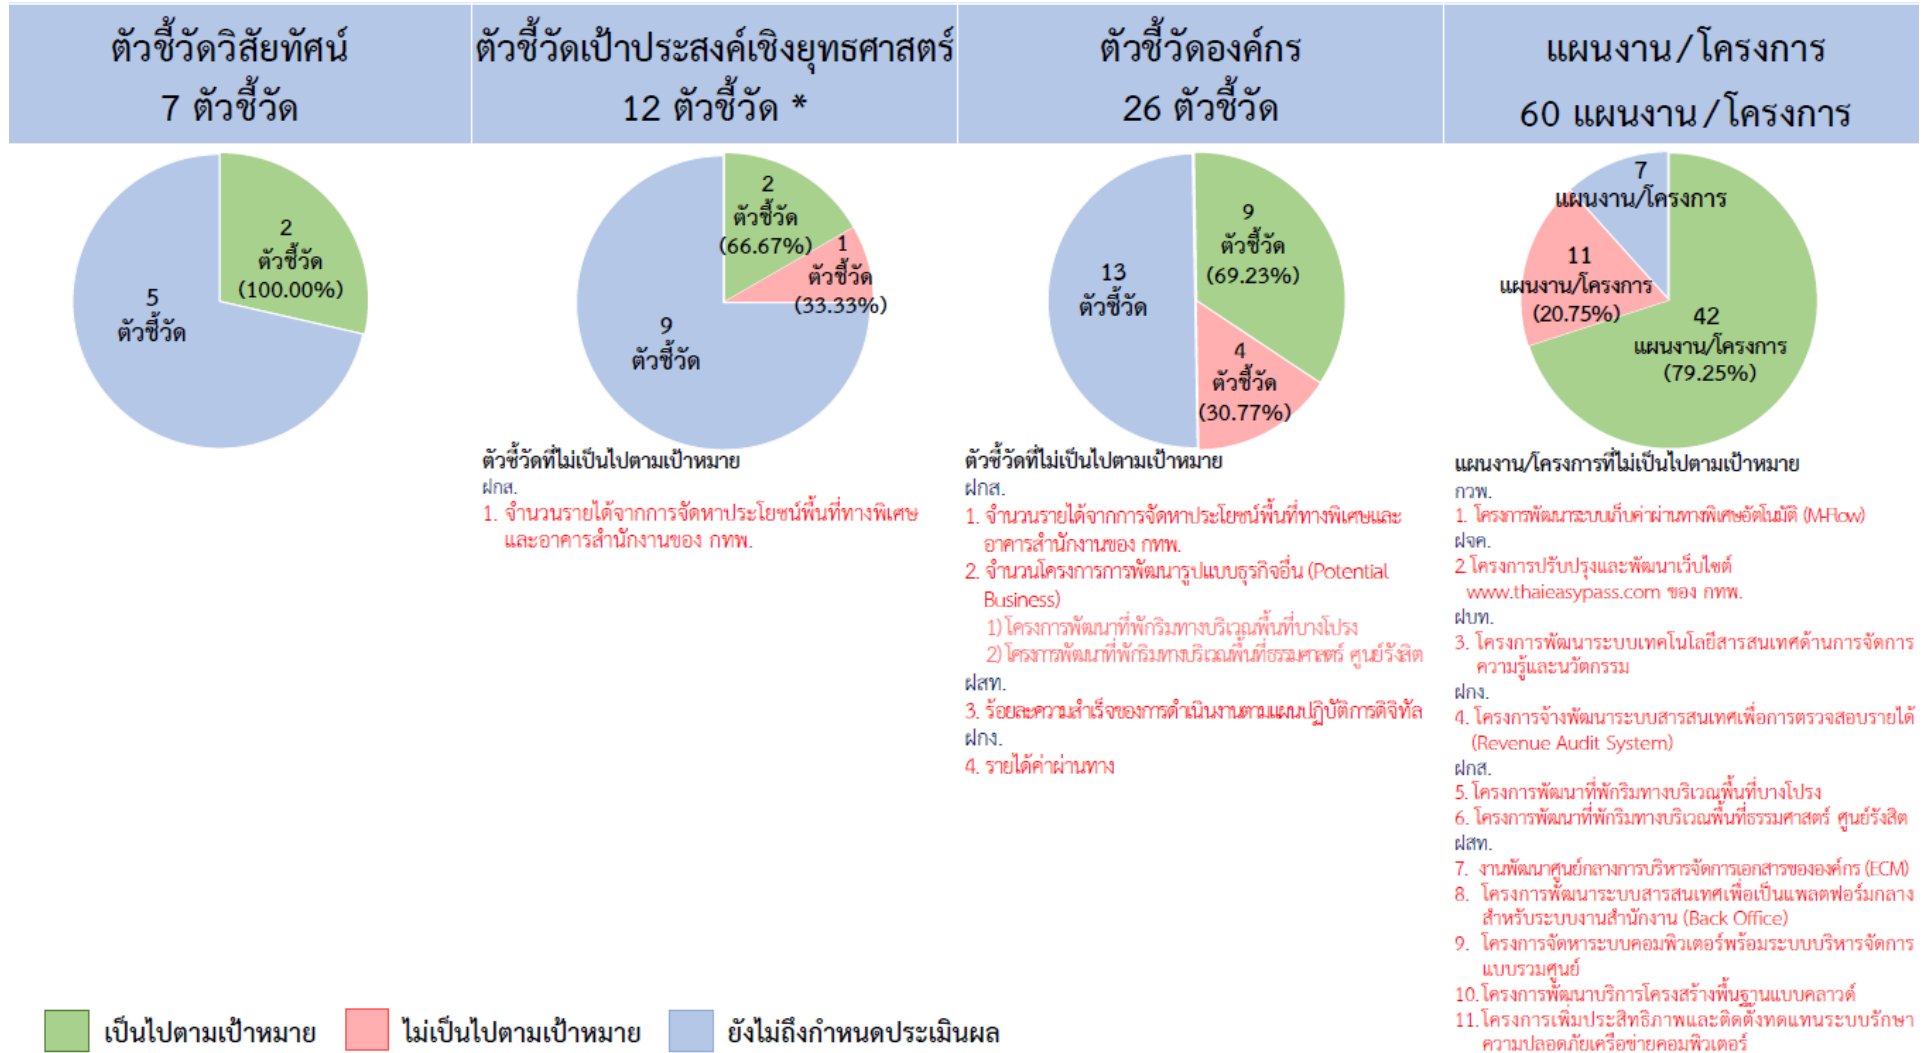 ตัวชี้วัดวิสัยทัศน์
7 ตัวชี้วัด
ตัวชี้วัดเป้าประสงค์เชิงยุทธศาสตร์
12 ตัวชี้วัด *
ตัวชี้วัดองค์กร
26 ตัวชี้วัด
แผนงาน/โครงการ
60 แผนงาน/โครงการ
2
ตัวชี้วัด
(100.00%)
5
ตัวชี้วัด
2
ตัวชี้วัด
(66.67%)
1
ตัวชี้วัด
(33.33%)
9
ตัวชี้วัด
9
ตัวชี้วัด
(69.23%)
4
ตัวชี้วัด
(30.77%)
13
ตัวชี้วัด
7
แผนงาน/โครงการ
11
แผนงาน/โครงการ
(20.75%)
42
แผนงาน/โครงการ
(79.25%)
ตัวชี้วัดที่ไม่เป็นไปตามเป้าหมาย
ฝกส.
1. จำนวนรายได้จากการจัดหาประโยชน์พื้นที่ทางพิเศษ
และอาคารสำนักงานของ กทพ.
ตัวชี้วัดที่ไม่เป็นไปตามเป้าหมาย
ฝกส.
1. จำนวนรายได้จากการจัดหาประโยชน์พื้นที่ทางพิเศษและ
อาคารสำนักงานของ กทพ.
2. จำนวนโครงการการพัฒนารูปแบบธุรกิจอื่น (Potential
Business)
1) โครงการพัฒนาที่พักริมทางบริเวณพื้นที่บางโปรง
2) โครงการพัฒนาที่พักริมทางบริเวณพื้นที่ธรรมศาสตร์ ศูนย์รังสิต
ฝสท.
3. ร้อยละความสำเร็จของการดำเนินงานตามแผนปฏิบัติการดิจิทัล
ฝกง.
4. รายได้ค่าผ่านทาง
แผนงาน/โครงการที่ไม่เป็นไปตามเป้าหมาย
กวพ.
1. โครงการพัฒนาระบบเก็บค่าผ่านทางพิเศษอัตโนมัติ (M-Flow)
ฝจค.
2 โครงการปรับปรุงและพัฒนาเว็บไซต์
www.thaieasypass.com ของ กทพ.
ฝบท.
3. โครงการพัฒนาระบบเทคโนโลยีสารสนเทศด้านการจัดการ
ความรู้และนวัตกรรม
ฝกง.
4. โครงการจ้างพัฒนาระบบสารสนเทศเพื่อการตรวจสอบรายได้
(Revenue Audit System)
ฝกส.
5. โครงการพัฒนาที่พักริมทางบริเวณพื้นที่บางโปรง
6. โครงการพัฒนาที่พักริมทางบริเวณพื้นที่ธรรมศาสตร์ ศูนย์รังสิต
ฝสท.
7. งานพัฒนาศูนย์กลางการบริหารจัดการเอกสารขององค์กร (ECM)
8. โครงการพัฒนาระบบสารสนเทศเพื่อเป็นแพลตฟอร์มกลาง
สำหรับระบบงานสำนักงาน (Back Office)
9. โครงการจัดหาระบบคอมพิวเตอร์พร้อมระบบบริหารจัดการ
แบบรวมศูนย์
10. โครงการพัฒนาบริการโครงสร้างพื้นฐานแบบคลาวด์
11. โครงการเพิ่มประสิทธิภาพและติดตั้งทดแทนระบบรักษา
ความปลอดภัยเครือข่ายคอมพิวเตอร์
เป็นไปตามเป้าหมาย
ไม่เป็นไปตามเป้าหมาย
ยังไม่ถึงกำหนดประเมินผล